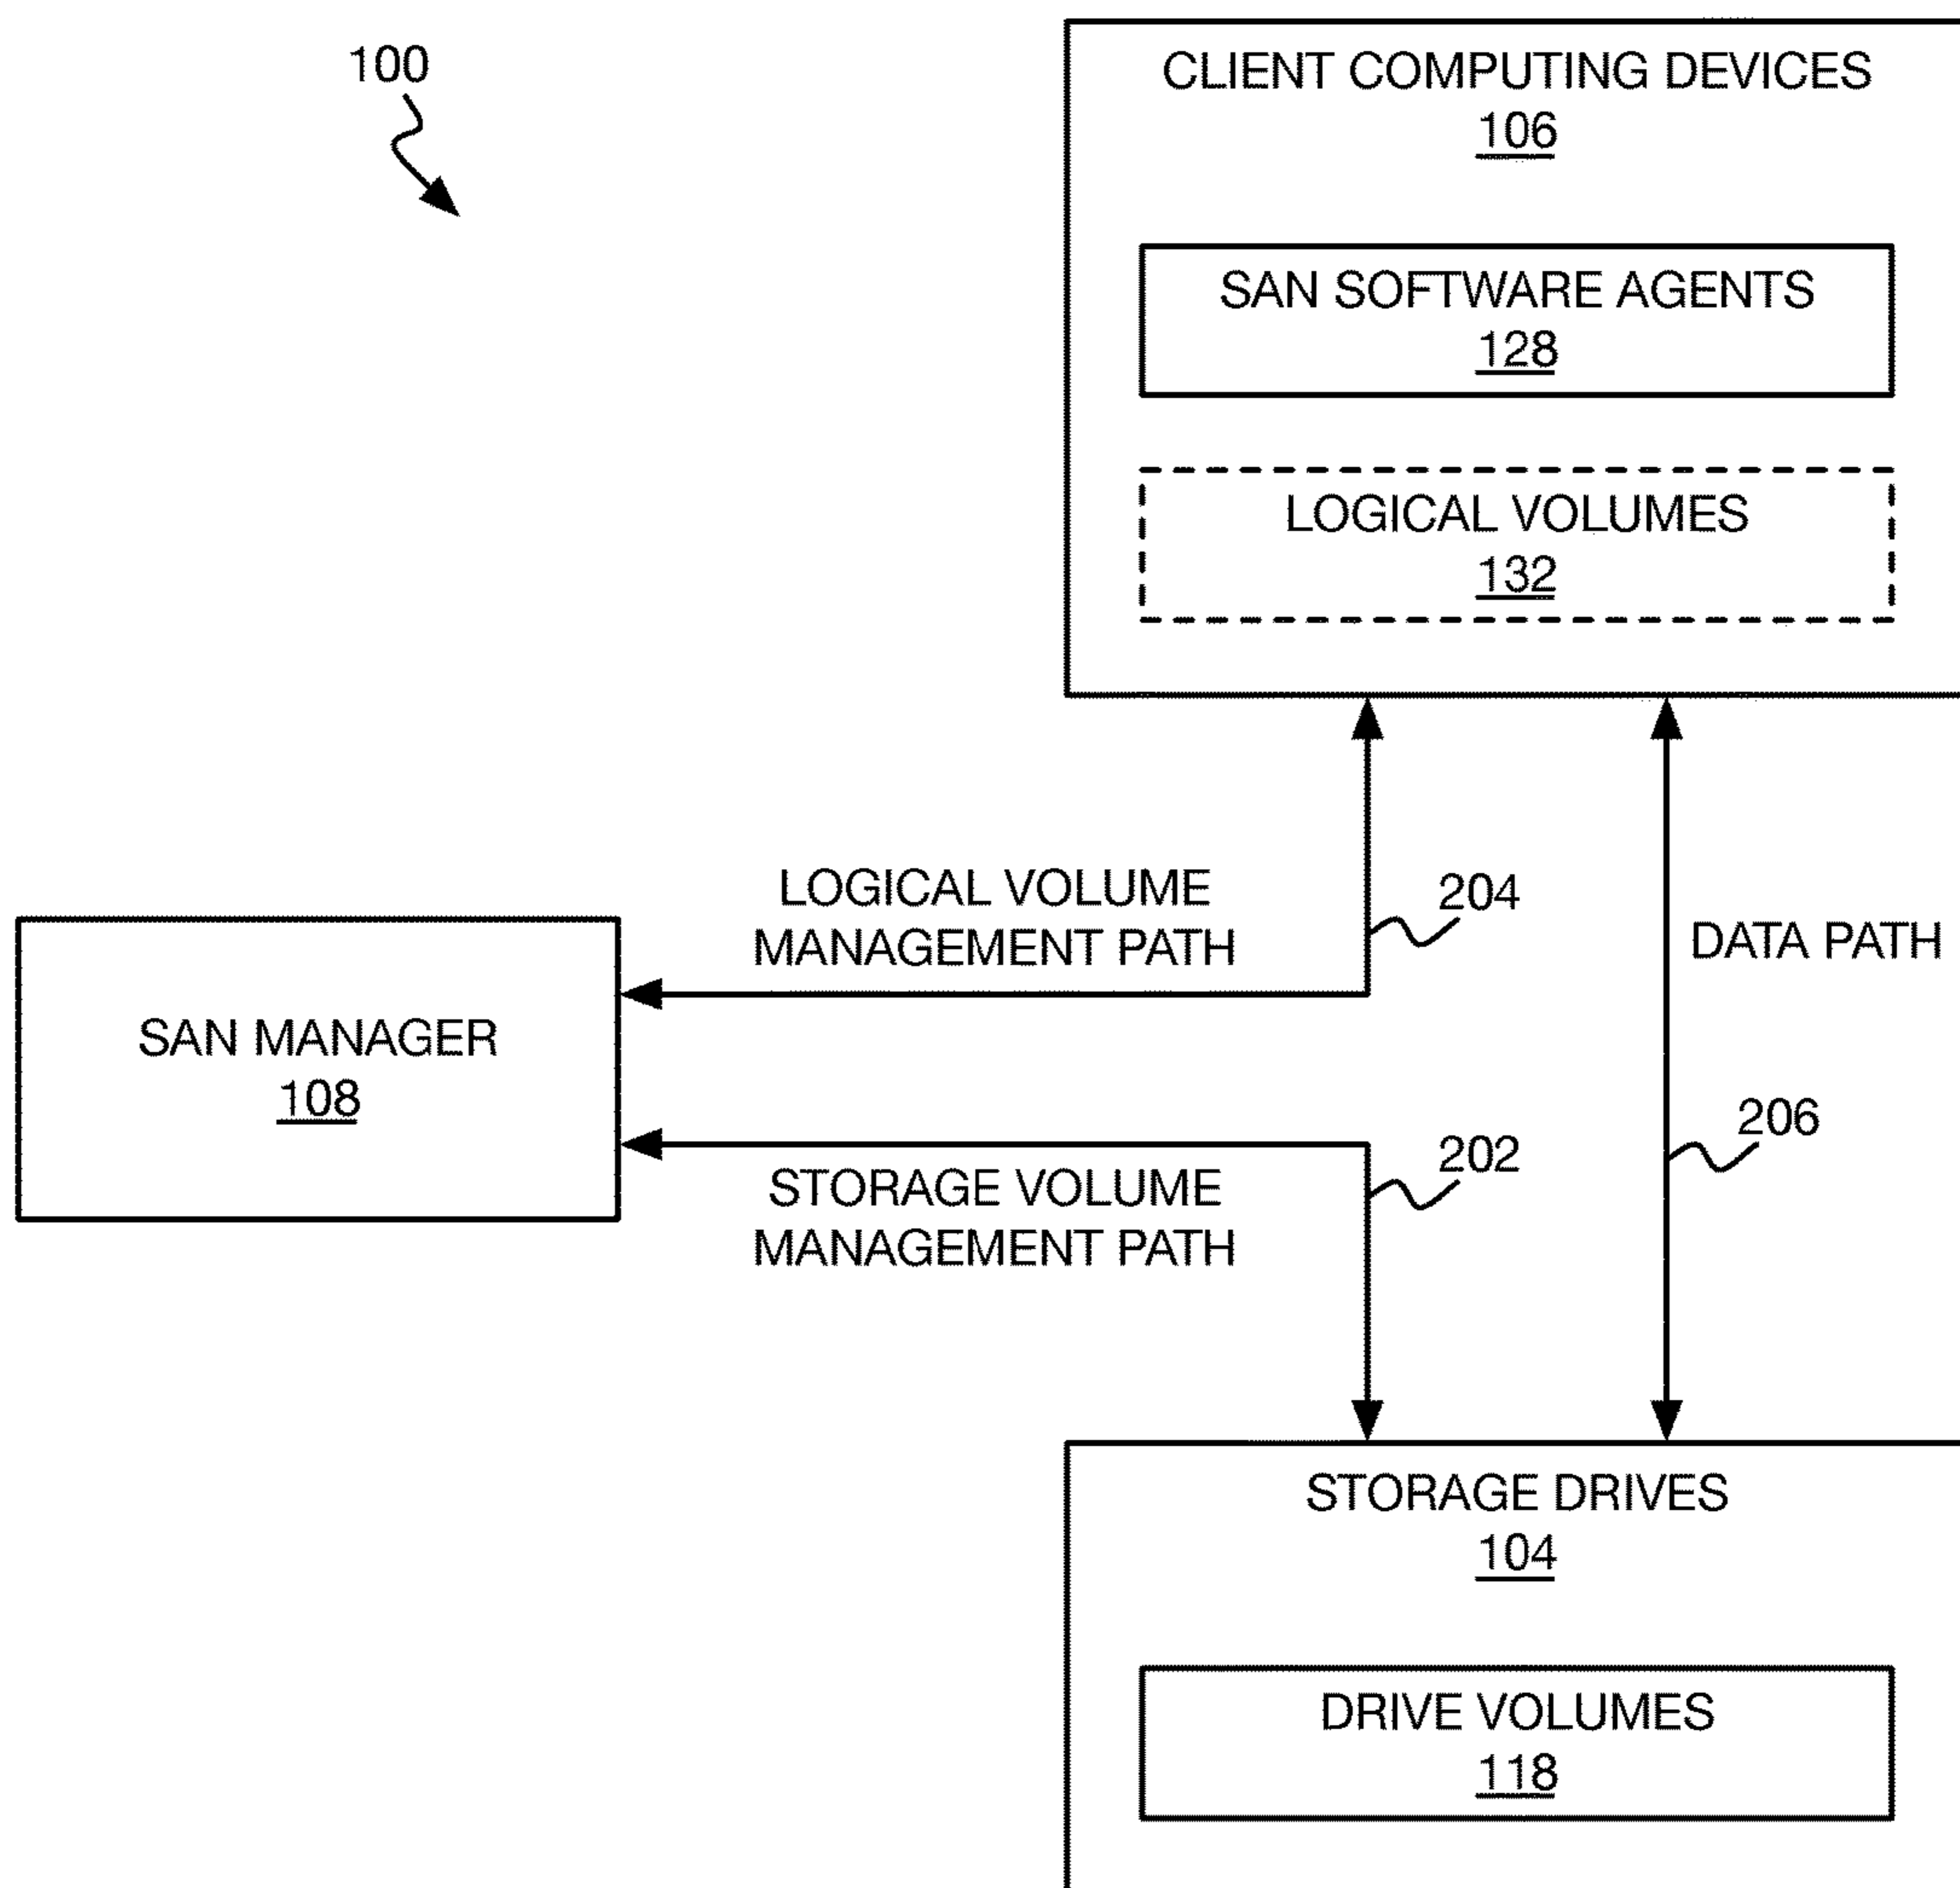 100
CLIENT COMPUTING DEVICES
106
SAN SOFTWARE AGENTS
128
LOGICAL VOLUMES
132
LOGICAL VOLUME
MANAGEMENT PATH
204
DATA PATH
SAN MANAGER
108
206
202
STORAGE VOLUME
MANAGEMENT PATH
STORAGE DRIVES
104
DRIVE VOLUMES
118